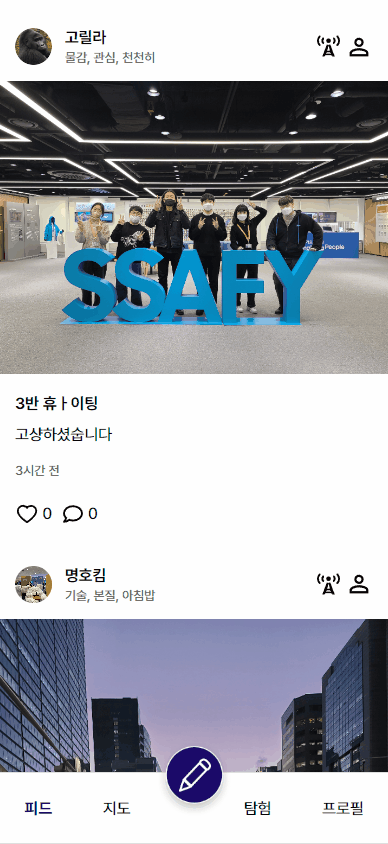 고릴라
물감, 관심, 천천히
People
SSAFY
3반 휴ㅏ이팅
고샹하셨숩니다
3시간 전
0 0
명호킴
기술, 본질, 아침밥
피드 지도 탐험 프로필